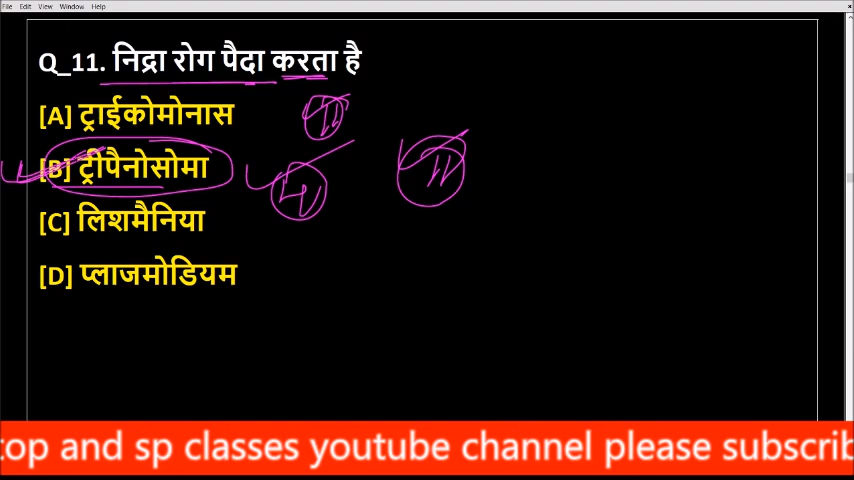 File Edit View Window Help
Q_11. निद्रा रोग पैदा करता है
[A] ट्राईकोमोनास
[B] ट्रीपैनोसोमा
[C] लिशमैनिया
[D] प्लाजमोडियम
top and sp classes youtube channel please subscrib